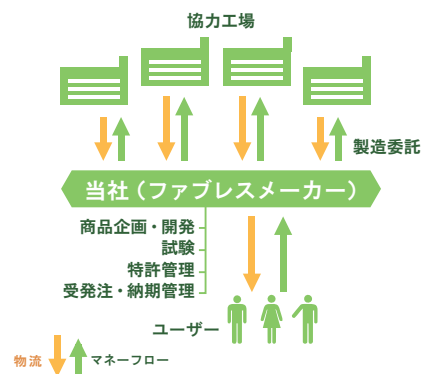 協力工場
製造委託
当社（ファブレスメーカー）
商品企画・開発
試験
特許管理
受発注・納期管理
ユーザー
物流
マネーフロー